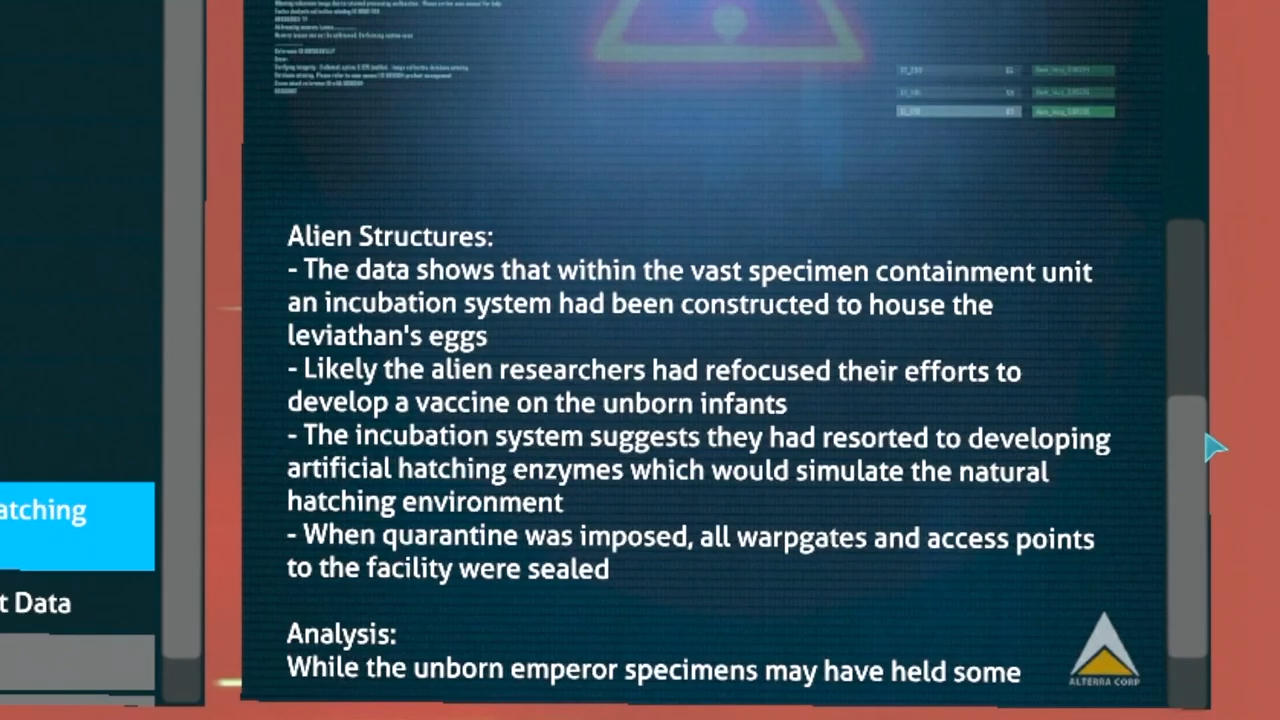 Alien Structures:
- The data shows that within the vast specimen containment unit
an incubation system had been constructed to house the
leviathan's eggs
- Likely the alien researchers had refocused their efforts to
develop a vaccine on the unborn infants
- The incubation system suggests they had resorted to developing
artificial hatching enzymes which would simulate the natural
hatching environment
- When quarantine was imposed, all warpgates and access points
to the facility were sealed
atching
t Data
Analysis:
While the unborn emperor specimens may have held some
ALTERRA CORP